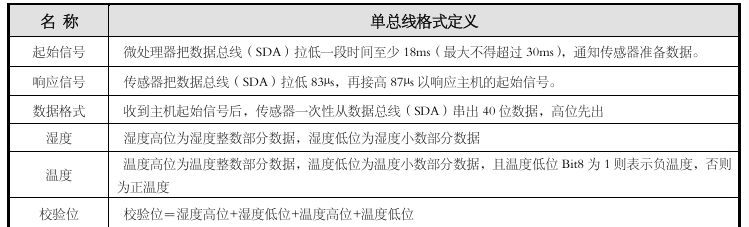 名 称 单总线格式定义
起始信号 微处理器把数据总线（SDA）拉低一段时间至少 18ms（最大不得超过 30ms），通知传感器准备数据。
响应信号 传感器把数据总线（SDA）拉低 83µs，再接高 87µs 以响应主机的起始信号。
数据格式 收到主机起始信号后，传感器一次性从数据总线（SDA）串出 40 位数据，高位先出
湿度 湿度高位为湿度整数部分数据，湿度低位为湿度小数部分数据
温度 温度高位为温度整数部分数据，温度低位为温度小数部分数据，且温度低位 Bit8 为 1 则表示负温度，否则
为正温度
校验位 校验位＝湿度高位+湿度低位+温度高位+温度低位